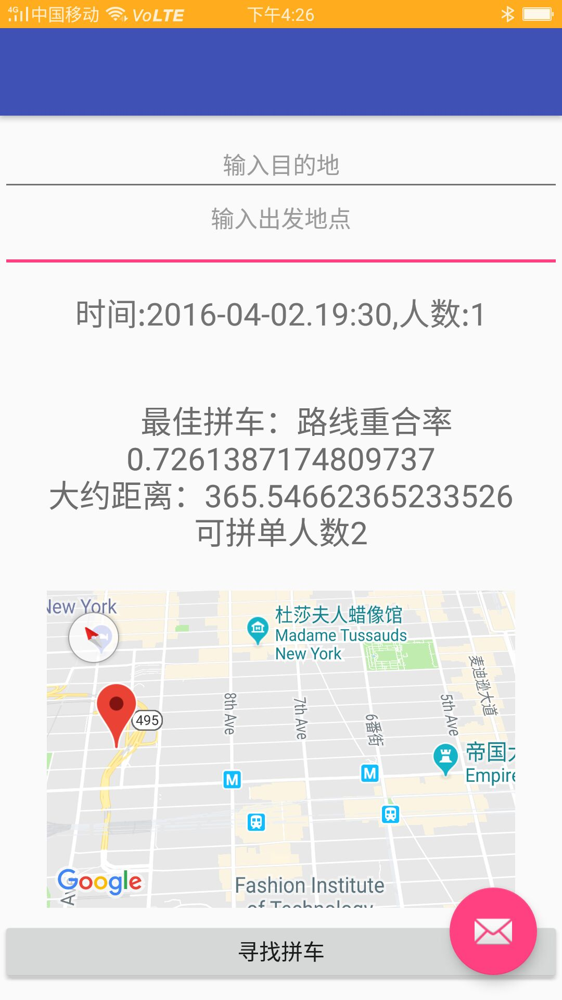 4G 中国移动 VoLTE 下午4:26
输入目的地
输入出发地点
时间:2016-04-02.19:30,人数:1
最佳拼车：路线重合率
0.7261387174809737
大约距离：365.54662365233526
可拼单人数2
New York
杜莎夫人蜡像馆
Madame Tussauds
New York
麦迪逊大道
8th Ave
7th Ave
6番街
5th Ave
495
帝国
Empire
M
M
Google
Ave
Fashion Institute
of Technology
寻找拼车